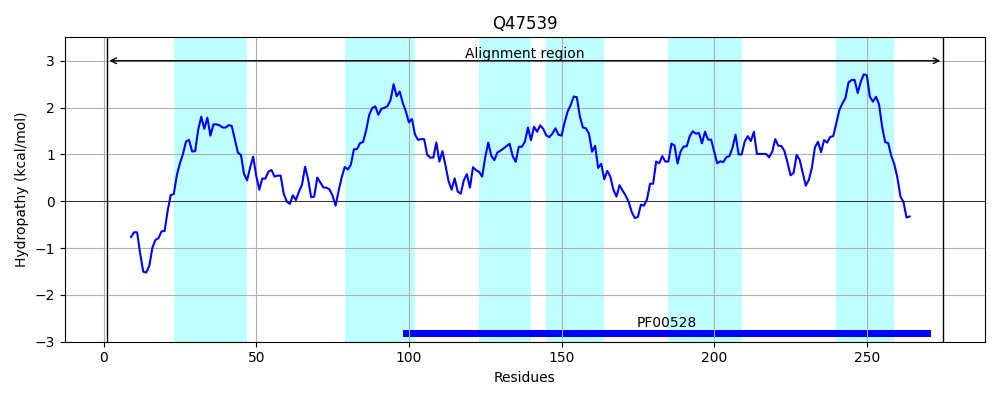 Q47539
Alignment region
Hydropathy (kcal/mol)
3
2
1
0
−1
−2
−3
PF00528
0 50 100 150 200 250
Residues